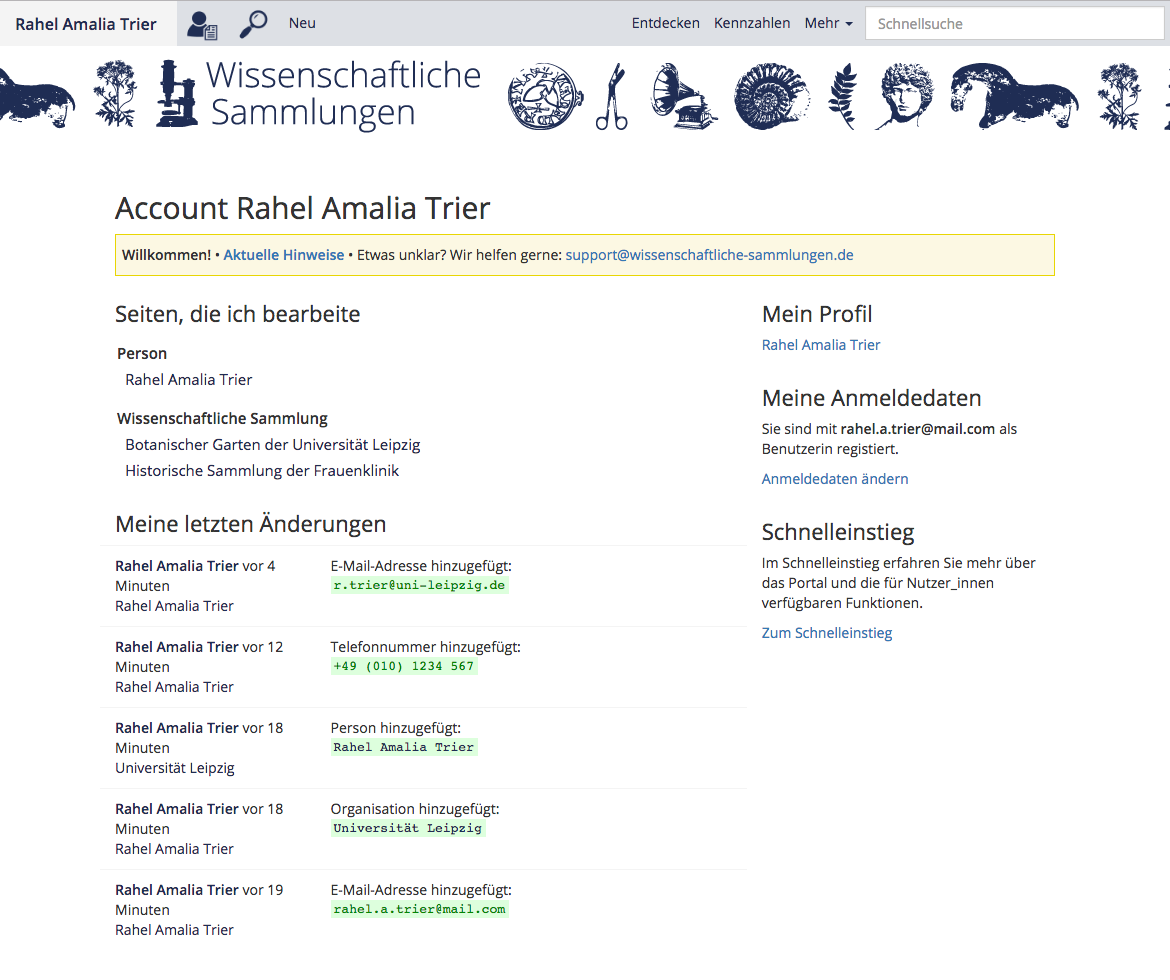 Rahel Amalia Trier
Neu
Entdecken
Kennzahlen
Mehr
Schnellsuche
Wissenschaftliche
Sammlungen
Account Rahel Amalia Trier
Willkommen! • Aktuelle Hinweise • Etwas unklar? Wir helfen gerne: support@wissenschaftliche-sammlungen.de
Seiten, die ich bearbeite
Person
Rahel Amalia Trier
Wissenschaftliche Sammlung
Botanischer Garten der Universität Leipzig
Historische Sammlung der Frauenklinik
Meine letzten Änderungen
Rahel Amalia Trier vor 4
Minuten
Rahel Amalia Trier
E-Mail-Adresse hinzugefügt:
r.trier@uni-leipzig.de
Rahel Amalia Trier vor 12
Minuten
Rahel Amalia Trier
Telefonnummer hinzugefügt:
+49 (010) 1234 567
Rahel Amalia Trier vor 18
Minuten
Universität Leipzig
Person hinzugefügt:
Rahel Amalia Trier
Rahel Amalia Trier vor 18
Minuten
Rahel Amalia Trier
Organisation hinzugefügt:
Universität Leipzig
Rahel Amalia Trier vor 19
Minuten
Rahel Amalia Trier
E-Mail-Adresse hinzugefügt:
rahel.a.trier@mail.com
Mein Profil
Rahel Amalia Trier
Meine Anmeldedaten
Sie sind mit rahel.a.trier@mail.com als
Benutzerin registiert.
Anmeldedaten ändern
Schnelleinstieg
Im Schnelleinstieg erfahren Sie mehr über
das Portal und die für Nutzer_innen
verfügbaren Funktionen.
Zum Schnelleinstieg